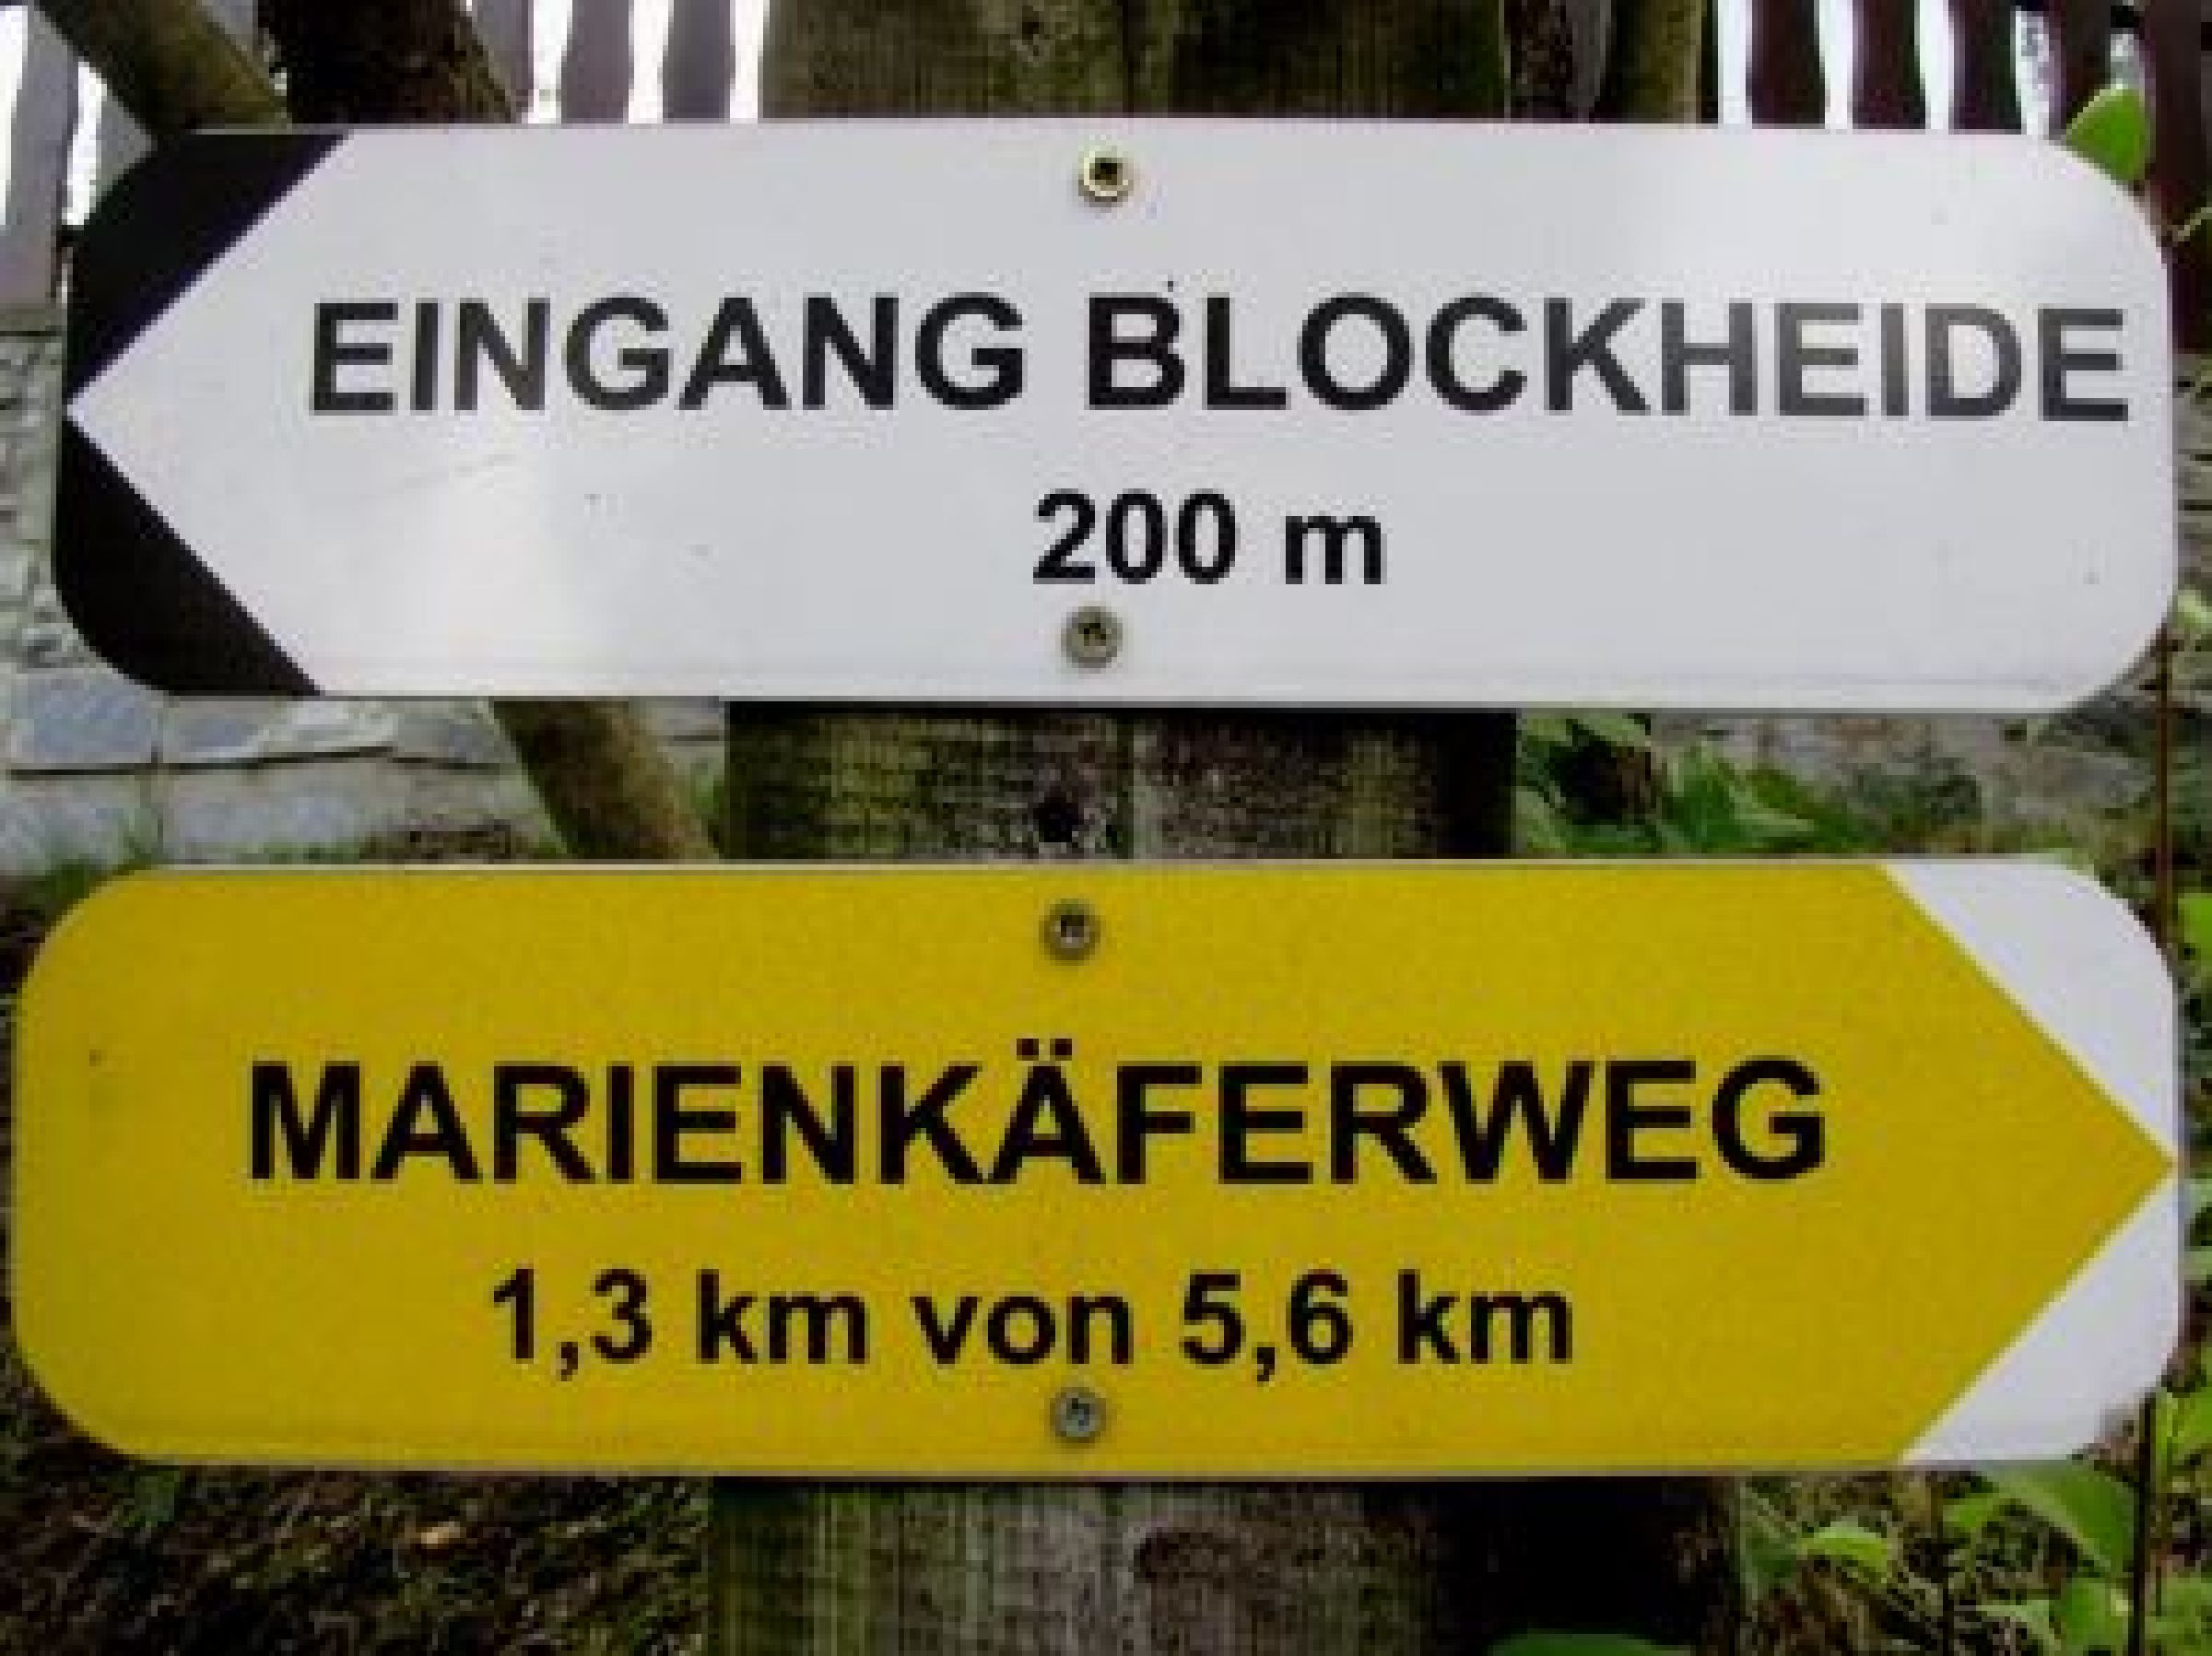 EINGANG BLOCKHEIDE
200 m
MARIENKÄFERWEG
1,3 km von 5,6 km